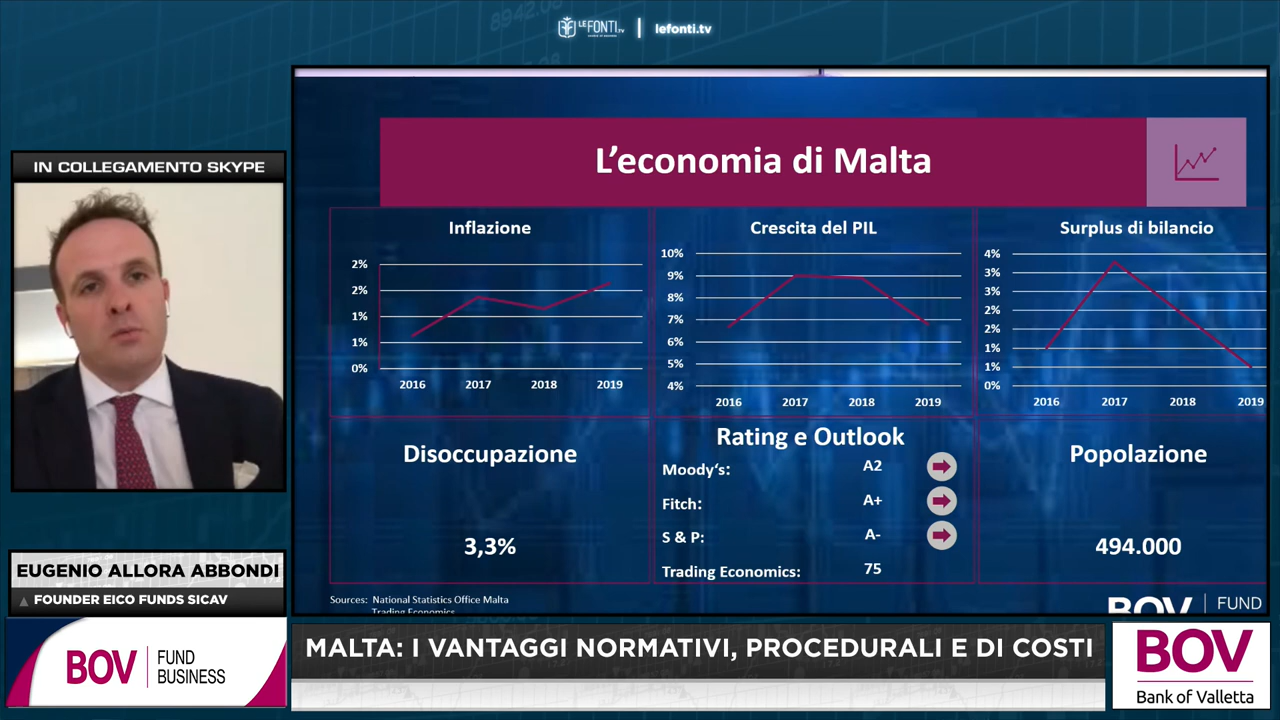 LE FONTI.TV
lefonti.tv
IN COLLEGAMENTO SKYPE
L'economia di Malta
Inflazione
2%
2%
1%
1%
0%
2016 2017 2018 2019
Crescita del PIL
10%
9%
8%
7%
6%
5%
4%
2016 2017 2018 2019
Surplus di bilancio
4%
3%
3%
2%
2%
1%
1%
0%
2016 2017 2018 2019
Disoccupazione
3,3%
Rating e Outlook
Moody's: A2
Fitch: A+
S & P: A-
Trading Economics: 75
Popolazione
494.000
Sources: National Statistics Office Malta
Trading Economics
BOV | FUND
EUGENIO ALLORA ABBONDI
FOUNDER EICO FUNDS SICAV
BOV | FUND
BUSINESS
MALTA: I VANTAGGI NORMATIVI, PROCEDURALI E DI COSTI
BOV
Bank of Valletta